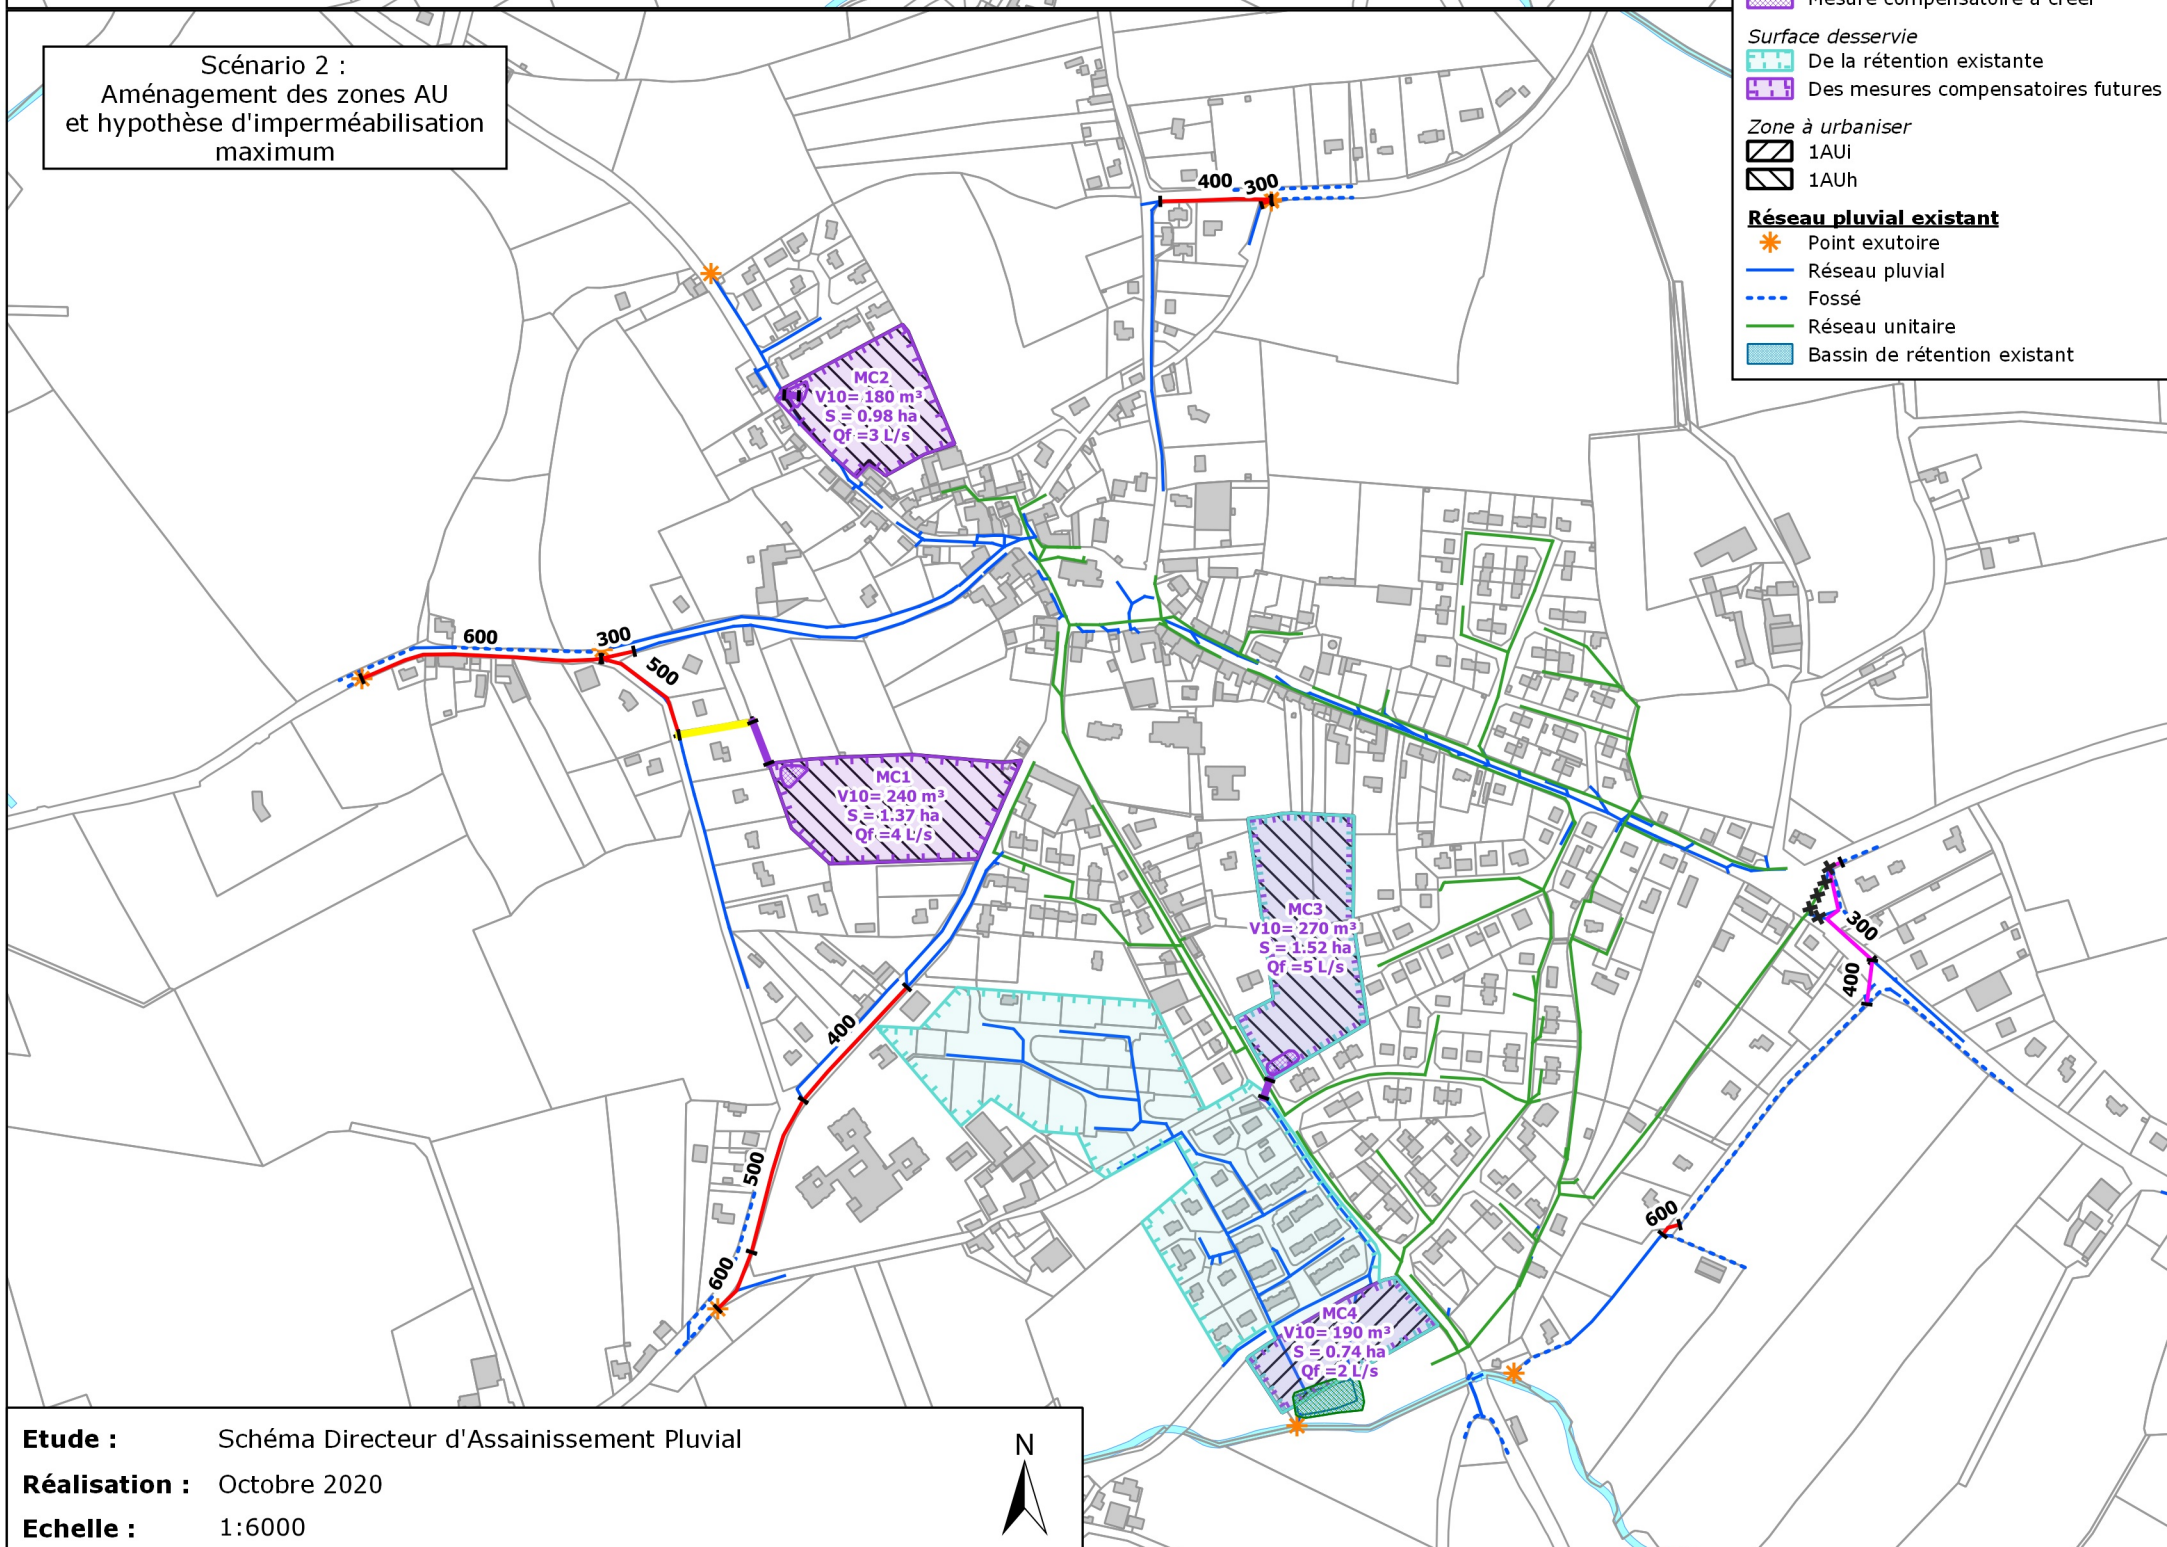 Scénario 2 :
Aménagement des zones AU
et hypothèse d'imperméabilisation
maximum
Mesure compensatoire à créer
Surface desservie
De la rétention existante
Des mesures compensatoires futures
Zone à urbaniser
1AUi
1AUh
Réseau pluvial existant
Point exutoire
Réseau pluvial
Fossé
Réseau unitaire
Bassin de rétention existant
400
300
MC2
V10= 180 m³
S = 0.98 ha
Qf =3 L/s
600
300
500
MC1
V10= 240 m³
S = 1.37 ha
Qf =4 L/s
MC3
V10= 270 m³
S = 1.52 ha
Qf =5 L/s
300
400
400
500
600
600
MC4
V10= 190 m³
S = 0.74 ha
Qf =2 L/s
Etude : Schéma Directeur d'Assainissement Pluvial
Réalisation : Octobre 2020
Echelle : 1:6000
N